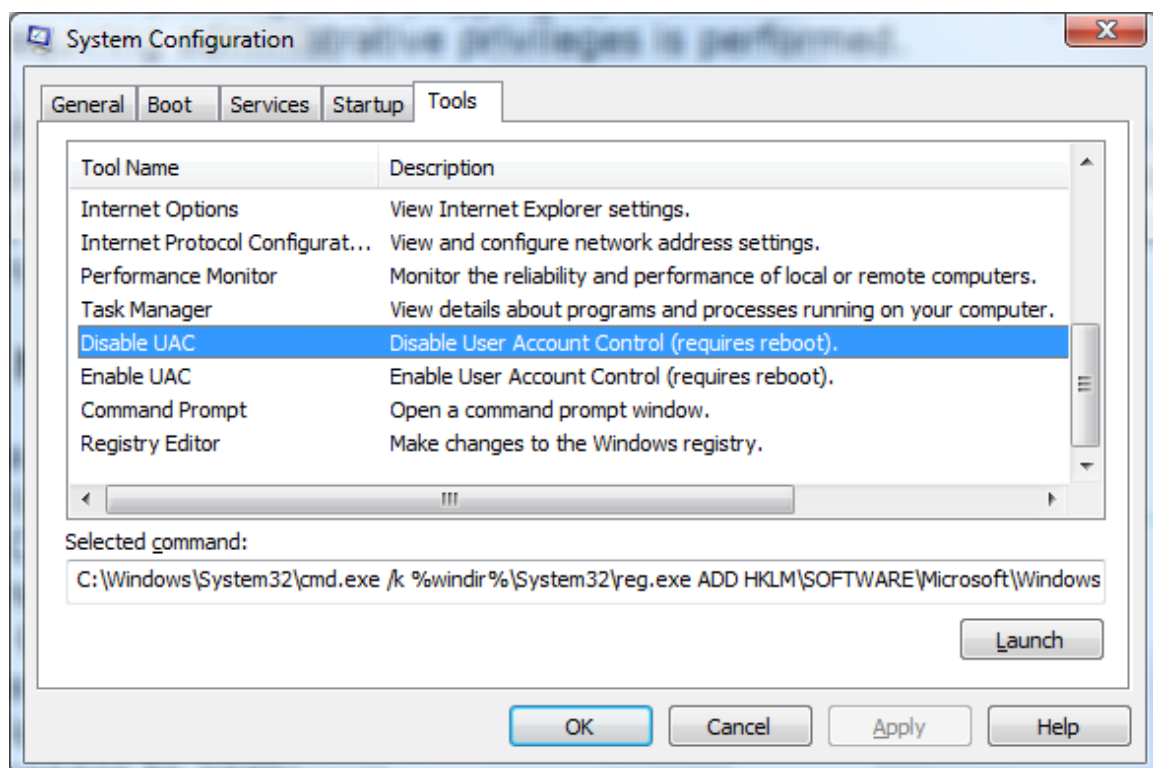 strative privileges is performed.
System Configuration
General Boot Services Startup Tools
Tool Name Description
Internet Options View Internet Explorer settings.
Internet Protocol Configurat... View and configure network address settings.
Performance Monitor Monitor the reliability and performance of local or remote computers.
Task Manager View details about programs and processes running on your computer.
Disable UAC Disable User Account Control (requires reboot).
Enable UAC Enable User Account Control (requires reboot).
Command Prompt Open a command prompt window.
Registry Editor Make changes to the Windows registry.
Selected command:
C:\Windows\System32\cmd.exe /k %windir%\System32\reg.exe ADD HKLM\SOFTWARE\Microsoft\Windows
Launch
OK Cancel Apply Help